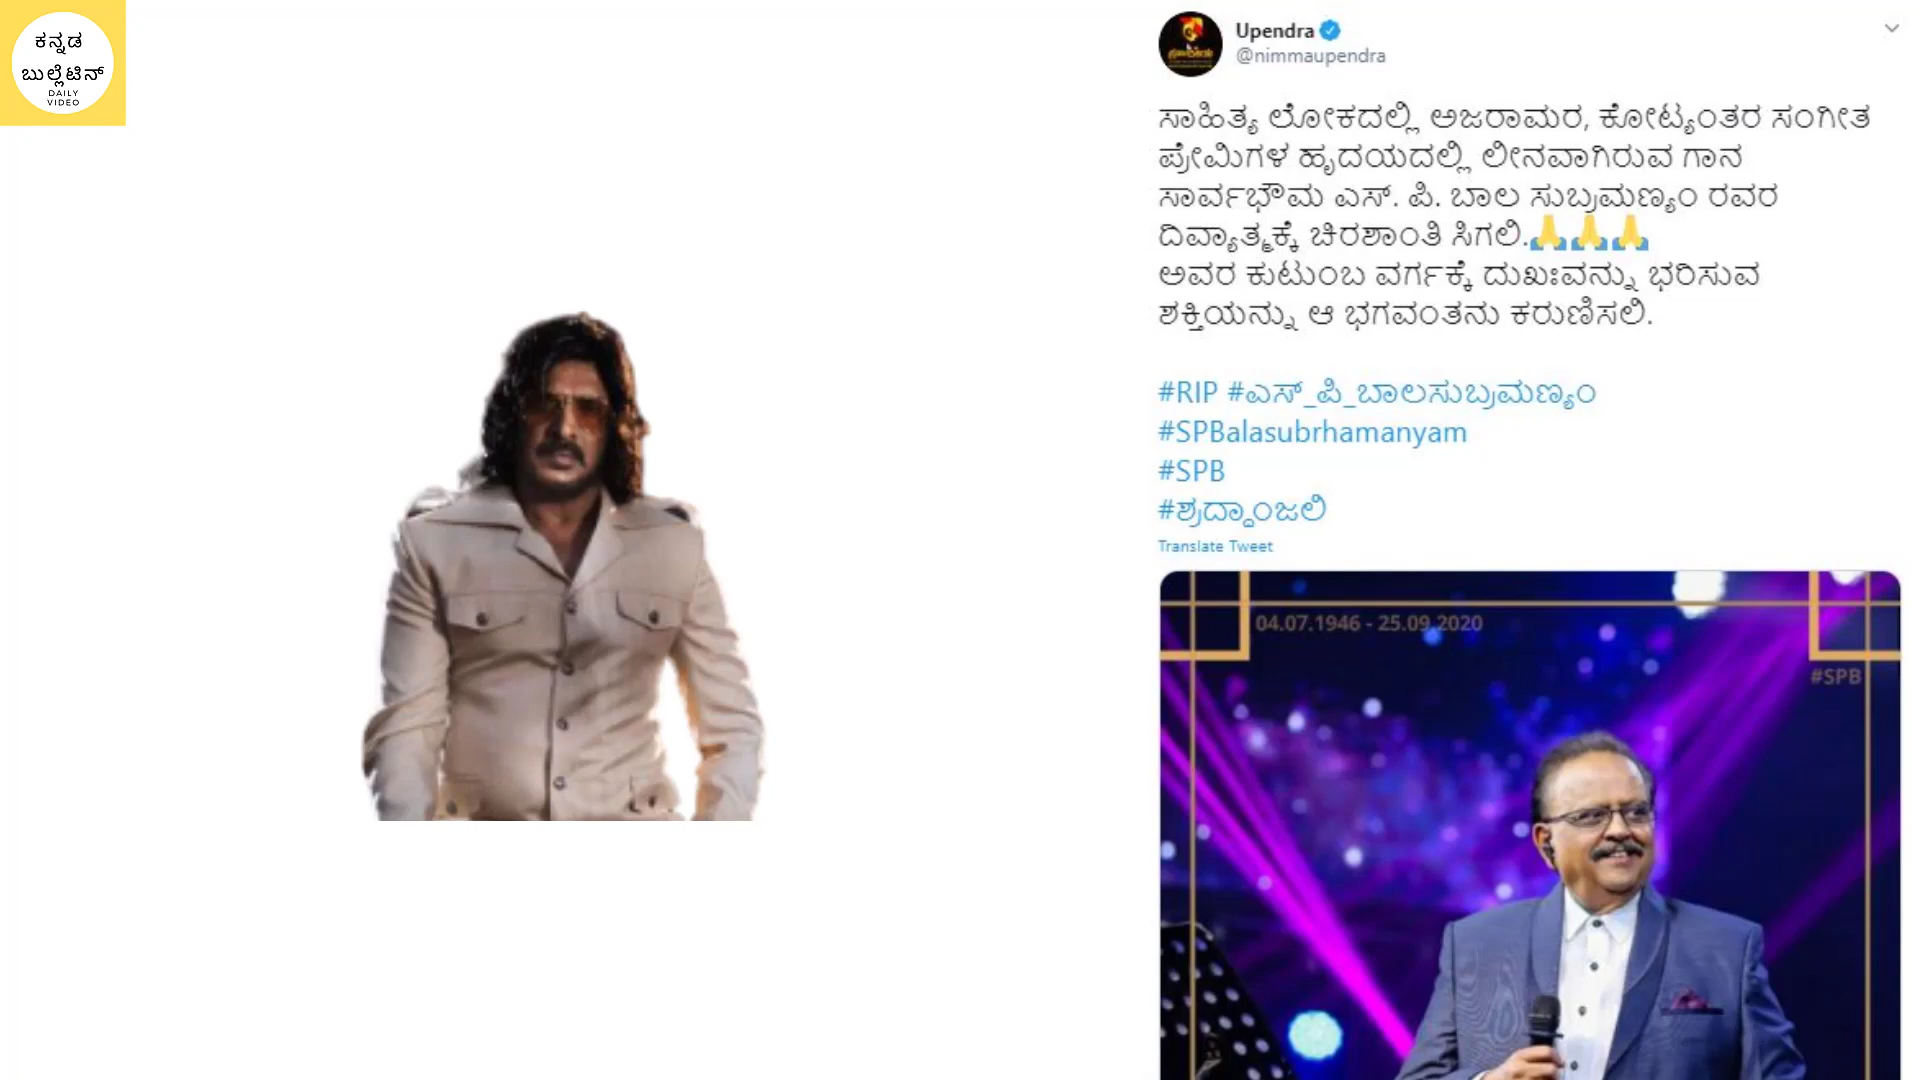 ಕನ್ನಡ
ಬುಲ್ಲೆಟಿನ್
DAILY
VIDEO
Upendra
@nimmaupendra
ಸಾಹಿತ್ಯ ಲೋಕದಲ್ಲಿ ಅಜರಾಮರ, ಕೋಟ್ಯಂತರ ಸಂಗೀತ
ಪ್ರೇಮಿಗಳ ಹೃದಯದಲ್ಲಿ ಲೀನವಾಗಿರುವ ಗಾನ
ಸಾರ್ವಭೌಮ ಎಸ್. ಪಿ. ಬಾಲ ಸುಬ್ರಮಣ್ಯಂ ರವರ
ದಿವ್ಯಾತ್ಮಕ್ಕೆ ಚಿರಶಾಂತಿ ಸಿಗಲಿ.🙏🙏🙏
ಅವರ ಕುಟುಂಬ ವರ್ಗಕ್ಕೆ ದುಖಃವನ್ನು ಭರಿಸುವ
ಶಕ್ತಿಯನ್ನು ಆ ಭಗವಂತನು ಕರುಣಿಸಲಿ.
#RIP #ಎಸ್_ಪಿ_ಬಾಲಸುಬ್ರಮಣ್ಯಂ
#SPBalasubrhamanyam
#SPB
#ಶ್ರದ್ಧಾಂಜಲಿ
Translate Tweet
04.07.1946 - 25.09.2020
#SPB